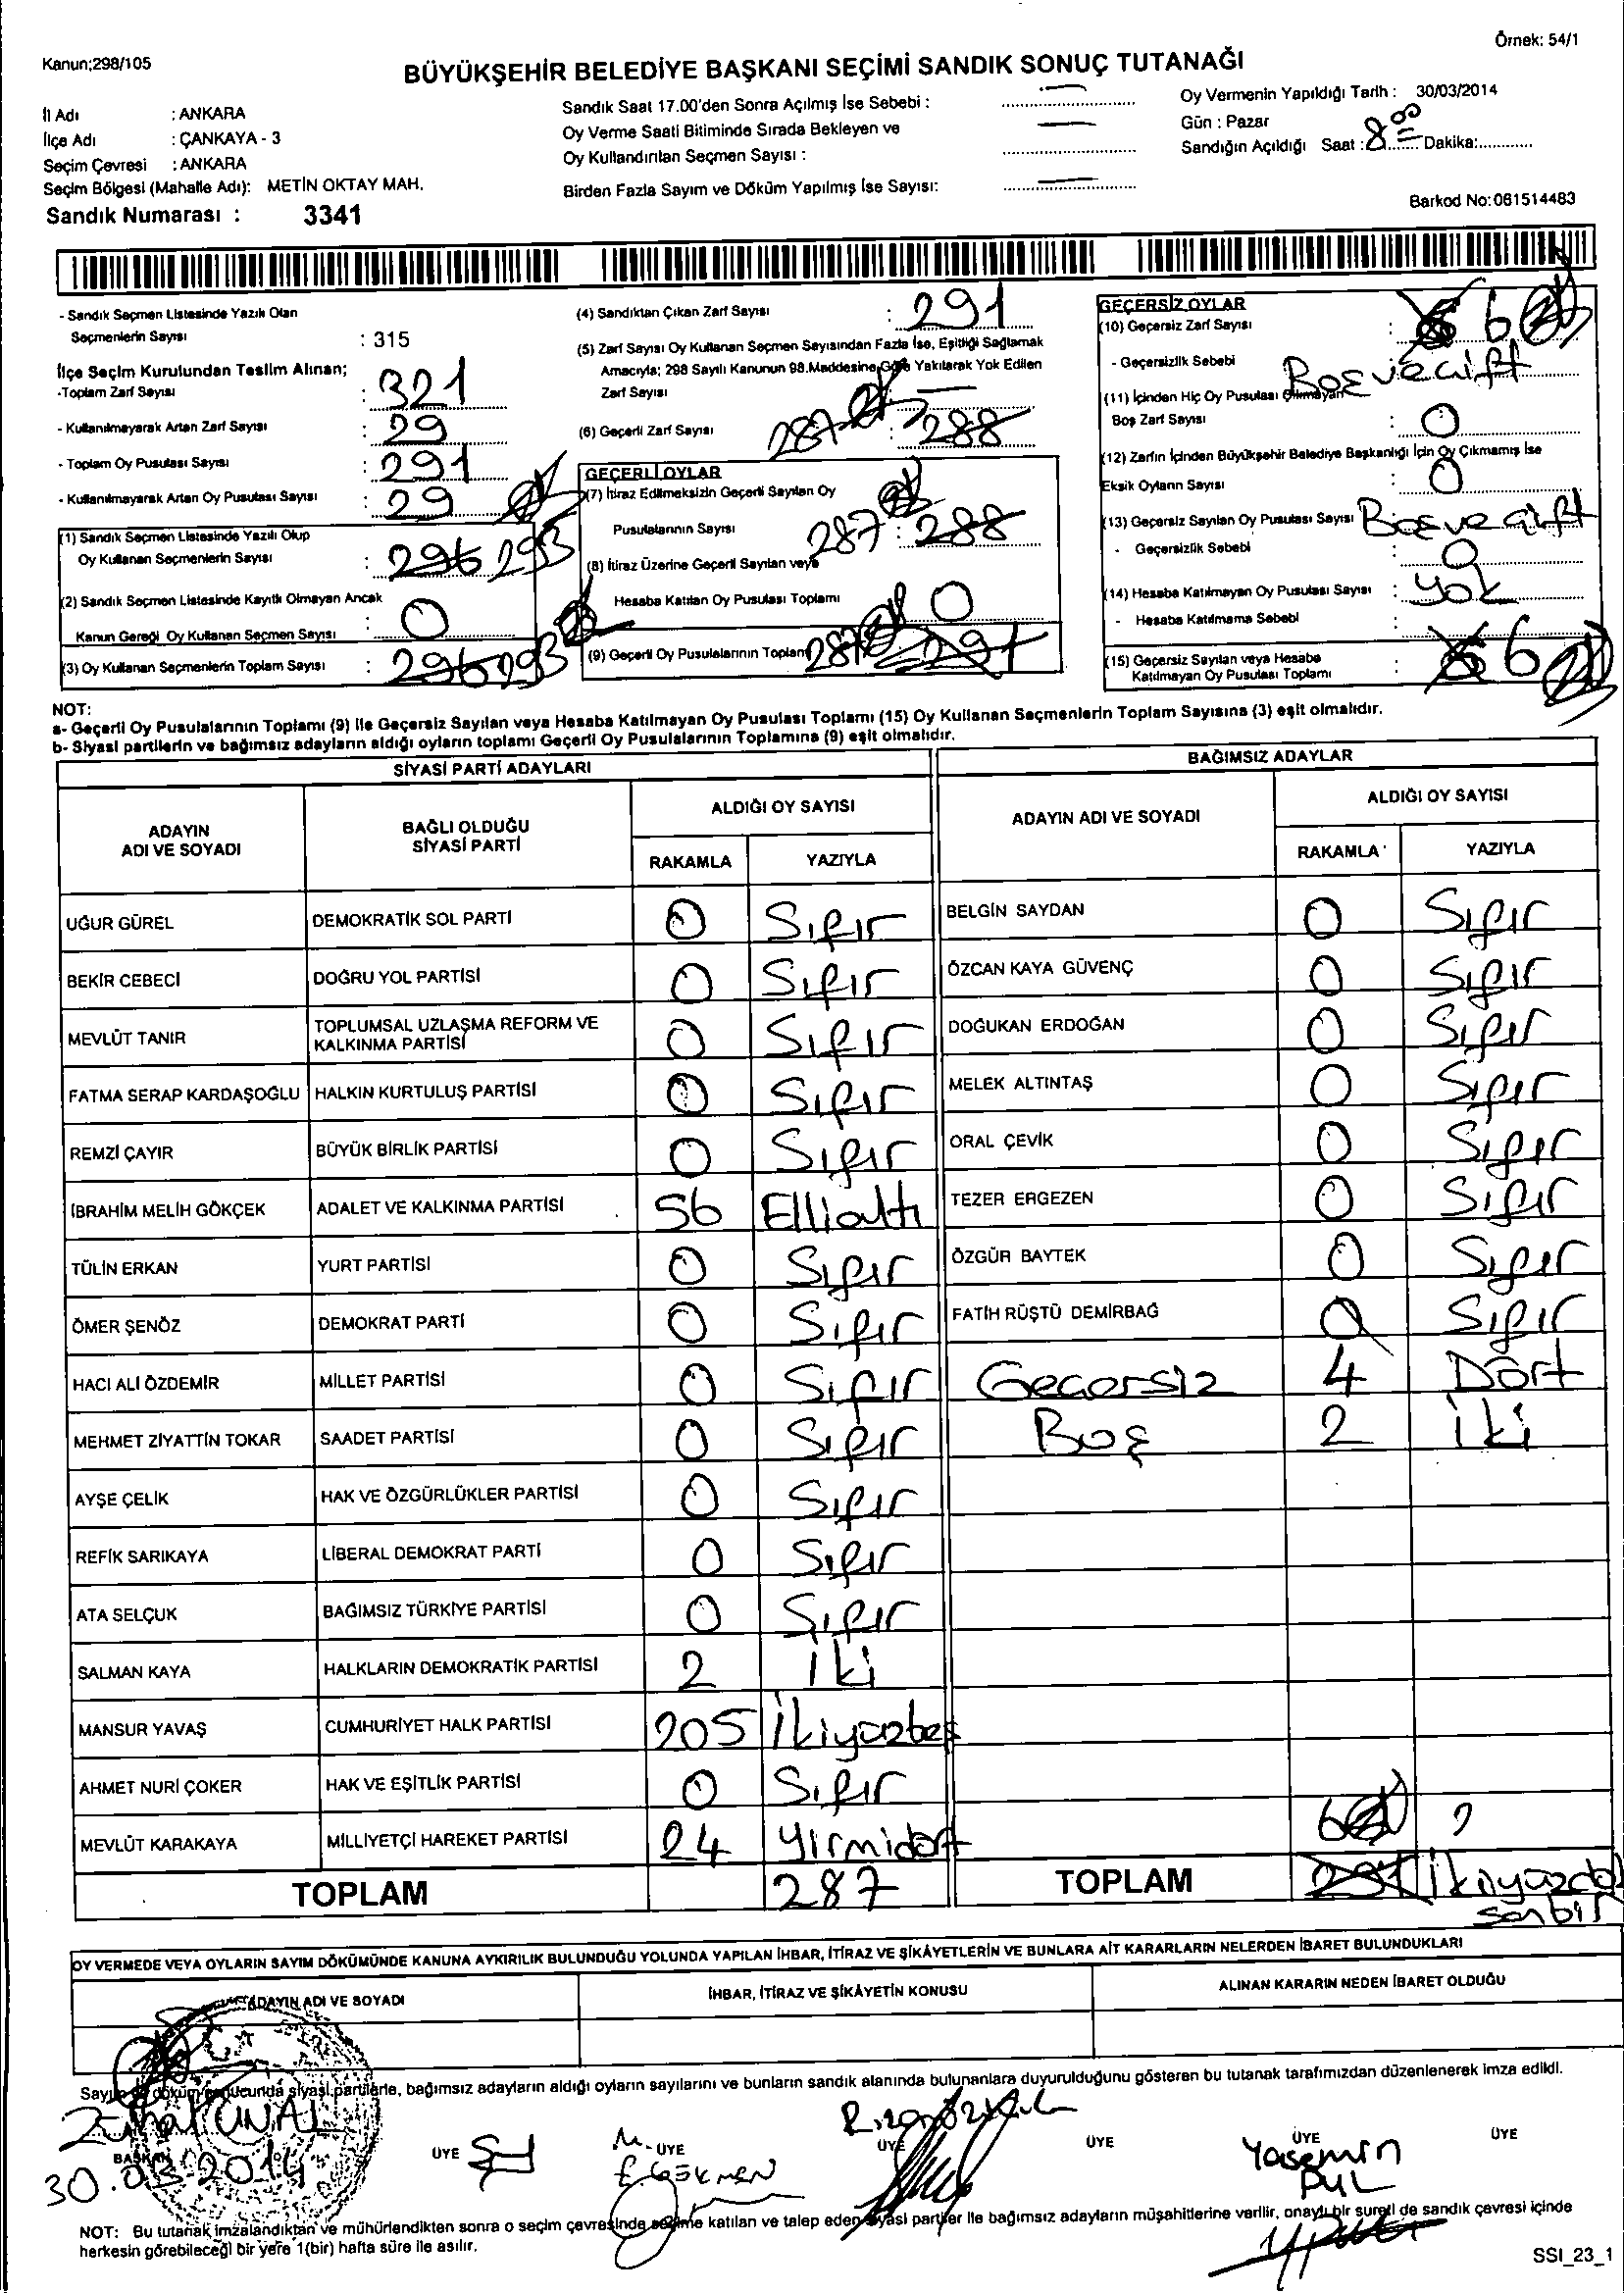 Örnek: 54/1
Kanun;298/105
BÜYÜKŞEHİR BELEDİYE BAŞKANI SEÇİMİ SANDIK SONUÇ TUTANAĞI
İl Adı : ANKARA
İlçe Adı : ÇANKAYA - 3
Seçim Çevresi : ANKARA
Seçim Bölgesi (Mahalle Adı): METİN OKTAY MAH.
Sandık Numarası : 3341
Sandık Saat 17.00'den Sonra Açılmış İse Sebebi : —
Oy Verme Saati Bitiminde Sırada Bekleyen ve
Oy Kullandırılan Seçmen Sayısı : —
Birden Fazla Sayım ve Döküm Yapılmış İse Sayısı: —
Oy Vermenin Yapıldığı Tarih : 30/03/2014
Gün : Pazar
Sandığın Açıldığı Saat : 8 00 Dakika:............
Barkod No:061514483
- Sandık Seçmen Listesinde Yazılı Olan
Seçmenlerin Sayısı : 315
İlçe Seçim Kurulundan Teslim Alınan;
-Toplam Zarf Sayısı : 321
- Kullanılmayarak Artan Zarf Sayısı : 29
- Toplam Oy Pusulası Sayısı : 291
- Kullanılmayarak Artan Oy Pusulası Sayısı : 29
(1) Sandık Seçmen Listesinde Yazılı Olup
Oy Kullanan Seçmenlerin Sayısı : 296 293
(2) Sandık Seçmen Listesinde Kayıtlı Olmayan Ancak
Kanun Gereği Oy Kullanan Seçmen Sayısı : 0
(3) Oy Kullanan Seçmenlerin Toplam Sayısı : 296 293
(4) Sandıktan Çıkan Zarf Sayısı : 291
(5) Zarf Sayısı Oy Kullanan Seçmen Sayısından Fazla İse, Eşitliği Sağlamak
Amacıyla; 298 Sayılı Kanunun 98.Maddesine Göre Yakılarak Yok Edilen
Zarf Sayısı : —
(6) Geçerli Zarf Sayısı 287 : 288
GEÇERLİ OYLAR
(7) İtiraz Edilmeksizin Geçerli Sayılan Oy
Pusulalarının Sayısı 287 : 288
(8) İtiraz Üzerine Geçerli Sayılan veya
Hesaba Katılan Oy Pusulası Toplamı : 0
(9) Geçerli Oy Pusulalarının Toplamı 287 291
GEÇERSİZ OYLAR
(10) Geçersiz Zarf Sayısı : 6
- Geçersizlik Sebebi Boş ve çift
(11) İçinden Hiç Oy Pusulası Çıkmayan
Boş Zarf Sayısı : 0
(12) Zarfın İçinden Büyükşehir Belediye Başkanlığı İçin Oy Çıkmamış İse
Eksik Oyların Sayısı : 0
(13) Geçersiz Sayılan Oy Pusulası Sayısı Boş ve çift
- Geçersizlik Sebebi : 0
(14) Hesaba Katılmayan Oy Pusulası Sayısı : yok
- Hesaba Katılmama Sebebi :
(15) Geçersiz Sayılan veya Hesaba
Katılmayan Oy Pusulası Toplamı : 6
NOT:
a- Geçerli Oy Pusulalarının Toplamı (9) ile Geçersiz Sayılan veya Hesaba Katılmayan Oy Pusulası Toplamı (15) Oy Kullanan Seçmenlerin Toplam Sayısına (3) eşit olmalıdır.
b- Siyasi partilerin ve bağımsız adayların aldığı oyların toplamı Geçerli Oy Pusulalarının Toplamına (9) eşit olmalıdır.
SİYASİ PARTİ ADAYLARI
ADAYIN ADI VE SOYADI BAĞLI OLDUĞU SİYASİ PARTİ ALDIĞI OY SAYISI RAKAMLA YAZIYLA
UĞUR GÜREL DEMOKRATİK SOL PARTİ 0 Sıfır
BEKİR CEBECİ DOĞRU YOL PARTİSİ 0 Sıfır
MEVLÜT TANIR TOPLUMSAL UZLAŞMA REFORM VE KALKINMA PARTİSİ 0 Sıfır
FATMA SERAP KARDAŞOĞLU HALKIN KURTULUŞ PARTİSİ 0 Sıfır
REMZİ ÇAYIR BÜYÜK BİRLİK PARTİSİ 0 Sıfır
İBRAHİM MELİH GÖKÇEK ADALET VE KALKINMA PARTİSİ 56 Elliattı
TÜLİN ERKAN YURT PARTİSİ 0 Sıfır
ÖMER ŞENÖZ DEMOKRAT PARTİ 0 Sıfır
HACI ALİ ÖZDEMİR MİLLET PARTİSİ 0 Sıfır
MEHMET ZİYATTİN TOKAR SAADET PARTİSİ 0 Sıfır
AYŞE ÇELİK HAK VE ÖZGÜRLÜKLER PARTİSİ 0 Sıfır
REFİK SARIKAYA LİBERAL DEMOKRAT PARTİ 0 Sıfır
ATA SELÇUK BAĞIMSIZ TÜRKİYE PARTİSİ 0 Sıfır
SALMAN KAYA HALKLARIN DEMOKRATİK PARTİSİ 2 İki
MANSUR YAVAŞ CUMHURİYET HALK PARTİSİ 205 İkiyüzbeş
AHMET NURİ ÇOKER HAK VE EŞİTLİK PARTİSİ 0 Sıfır
MEVLÜT KARAKAYA MİLLİYETÇİ HAREKET PARTİSİ 24 Yirmidört
TOPLAM 287
BAĞIMSIZ ADAYLAR
ADAYIN ADI VE SOYADI ALDIĞI OY SAYISI RAKAMLA YAZIYLA
BELGİN SAYDAN 0 Sıfır
ÖZCAN KAYA GÜVENÇ 0 Sıfır
DOĞUKAN ERDOĞAN 0 Sıfır
MELEK ALTINTAŞ 0 Sıfır
ORAL ÇEVİK 0 Sıfır
TEZER ERGEZEN 0 Sıfır
ÖZGÜR BAYTEK 0 Sıfır
FATİH RÜŞTÜ DEMİRBAĞ 0 Sıfır
Geçersiz 4 Dört
Boş 2 İki
6
TOPLAM 291 İkiyüzdoksanbir
OY VERMEDE VEYA OYLARIN SAYIM DÖKÜMÜNDE KANUNA AYKIRILIK BULUNDUĞU YOLUNDA YAPILAN İHBAR, İTİRAZ VE ŞİKÂYETLERİN VE BUNLARA AİT KARARLARIN NELERDEN İBARET BULUNDUKLARI
ADAYIN ADI VE SOYADI İHBAR, İTİRAZ VE ŞİKÂYETİN KONUSU ALINAN KARARIN NEDEN İBARET OLDUĞU
Sayım ve döküm sonucunda siyasi partilerle, bağımsız adayların aldığı oyların sayılarını ve bunların sandık alanında bulunanlara duyurulduğunu gösteren bu tutanak tarafımızdan düzenlenerek imza edildi.
ÜNAL
BAŞKAN ÜYE ÜYE ÜYE ÜYE ÜYE ÜYE
30.03.2014
M.
E. GÖKMEN
Yasemin
PUL
NOT: Bu tutanak imzalandıktan ve mühürlendikten sonra o seçim çevresinde seçime katılan ve talep eden siyasi partiler ile bağımsız adayların müşahitlerine verilir, onaylı bir sureti de sandık çevresi içinde
herkesin görebileceği bir yere 1(bir) hafta süre ile asılır.
SSI_23_1